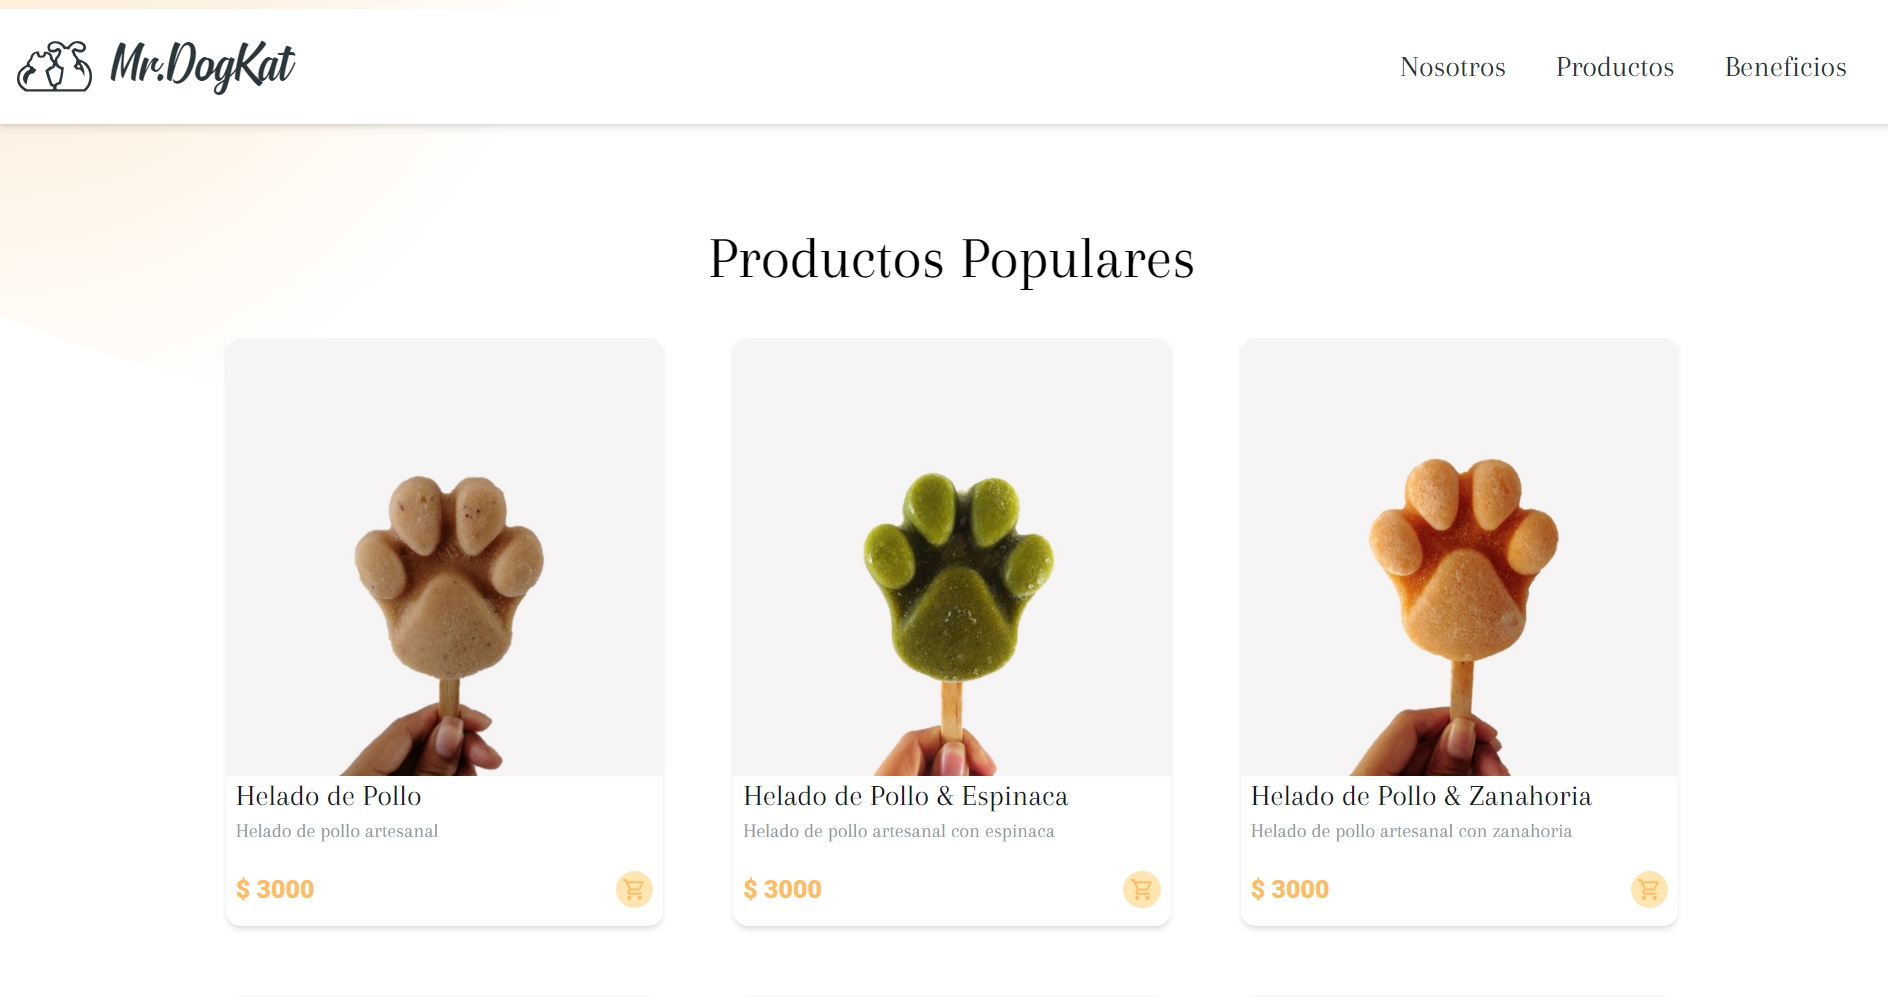 Mr.DogKat
Nosotros
Productos
Beneficios
Productos Populares
Helado de Pollo
Helado de pollo artesanal
$ 3000
Helado de Pollo & Espinaca
Helado de pollo artesanal con espinaca
$ 3000
Helado de Pollo & Zanahoria
Helado de pollo artesanal con zanahoria
$ 3000